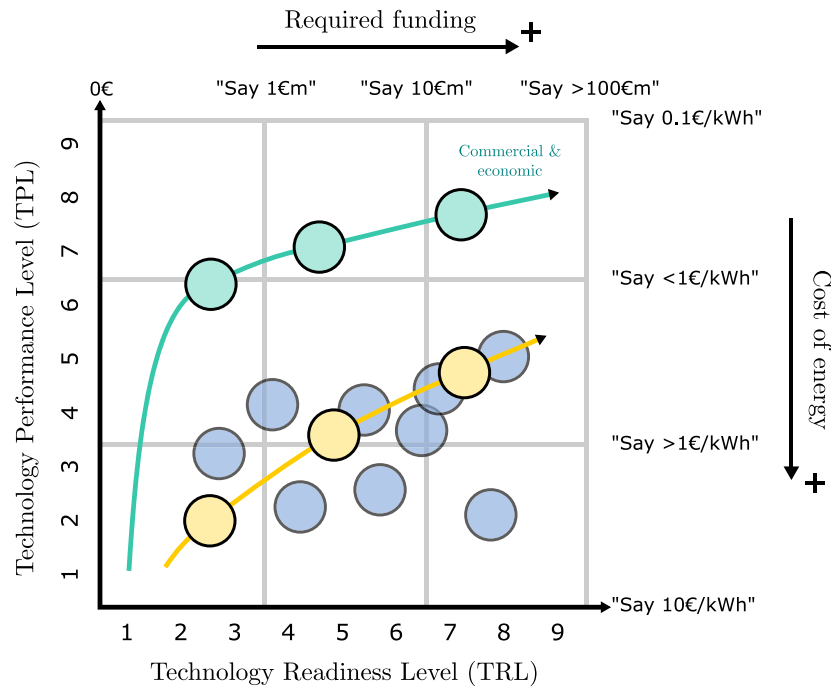 Required funding
+
0€
"Say 1€m"
"Say 10€m"
"Say >100€m"
"Say 0.1€/kWh"
Commercial &
economic
Technology Performance Level (TPL)
9
8
7
6
5
4
3
2
1
"Say <1€/kWh"
Cost of energy
"Say >1€/kWh"
+
"Say 10€/kWh"
1 2 3 4 5 6 7 8 9
Technology Readiness Level (TRL)